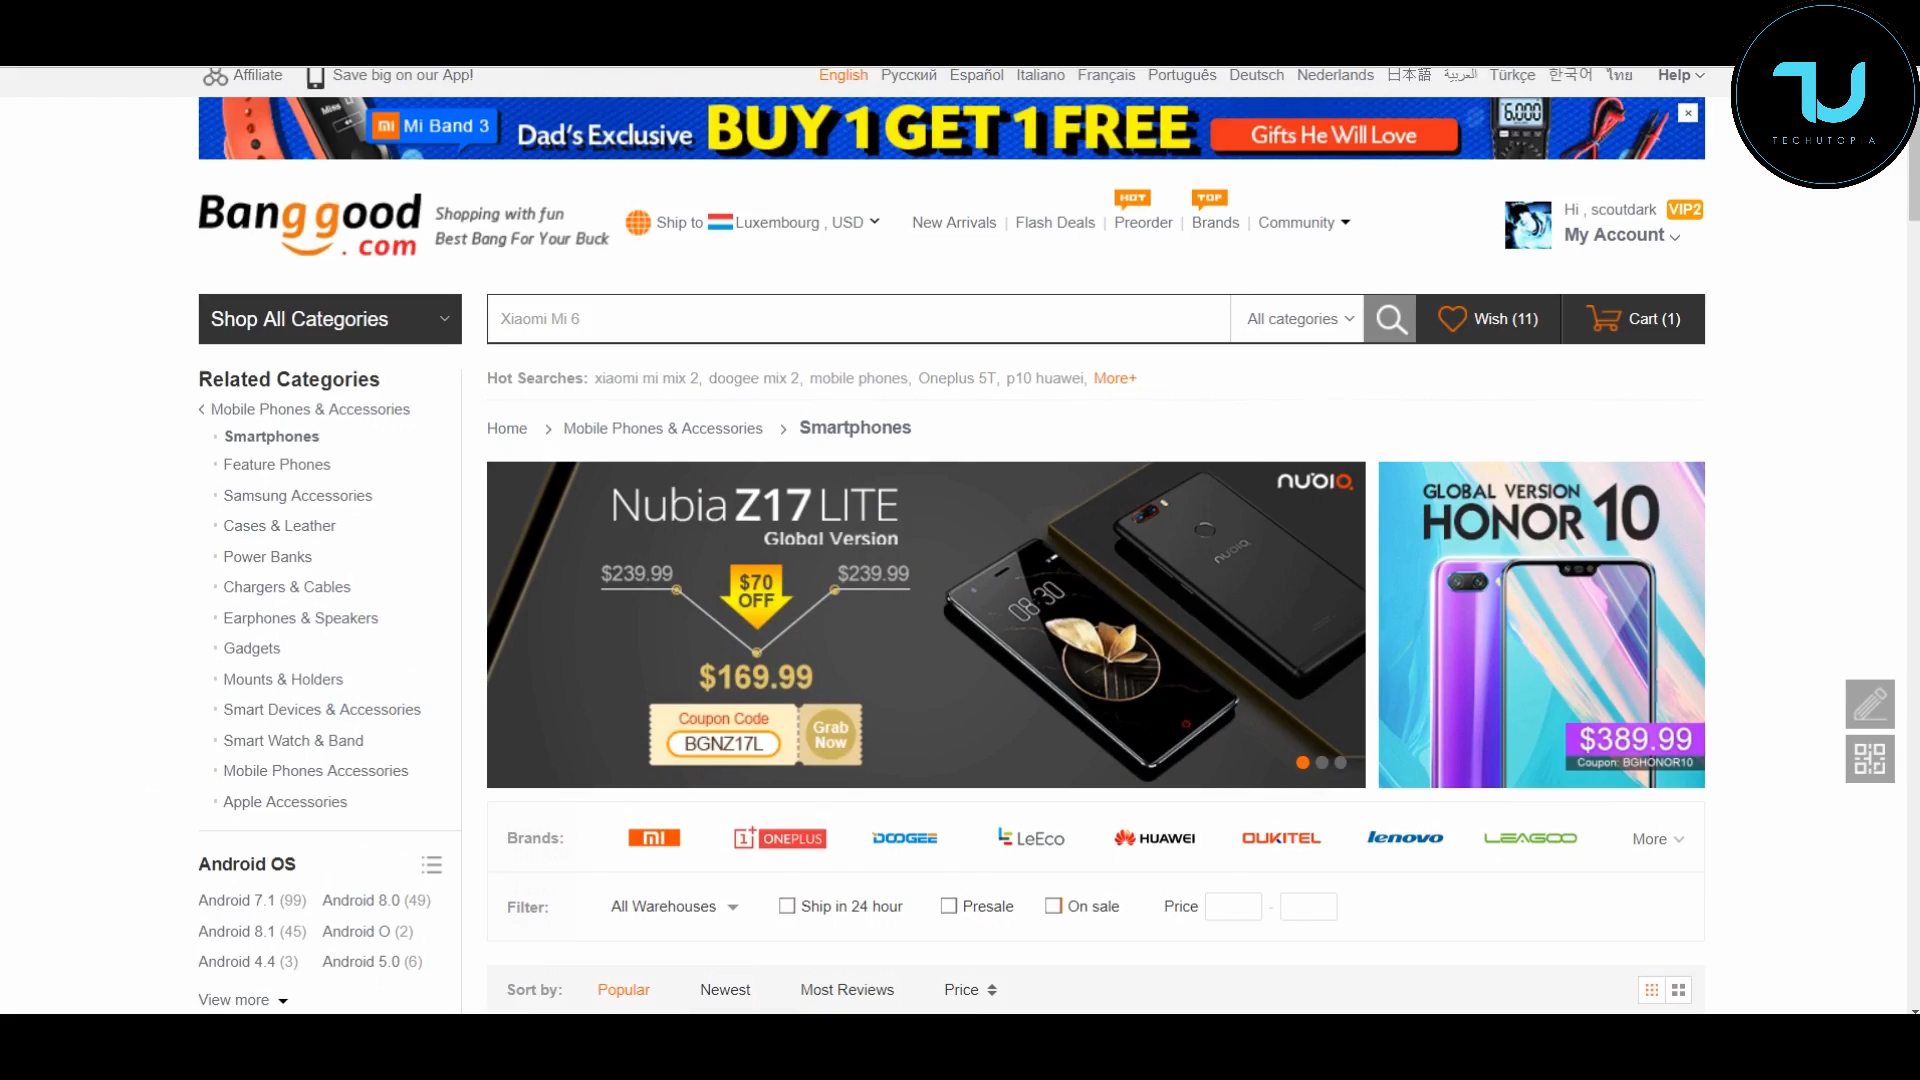 Affiliate Save big on our App! English Русский Español Italiano Français Português Deutsch Nederlands 日本語 العربية Türkçe 한국어 ไทย Help
TECHUTOPIA
mi Mi Band 3 Dad's Exclusive BUY 1 GET 1 FREE Gifts He Will Love 6.000
Banggood.com
Shopping with fun
Best Bang For Your Buck
Ship to Luxembourg , USD
New Arrivals | Flash Deals | HOT Preorder | TOP Brands | Community
Hi , scoutdark VIP2
My Account
Shop All Categories
Xiaomi Mi 6 All categories Wish (11) Cart (1)
Hot Searches: xiaomi mi mix 2, doogee mix 2, mobile phones, Oneplus 5T, p10 huawei, More+
Home > Mobile Phones & Accessories > Smartphones
Related Categories
< Mobile Phones & Accessories
Smartphones
Feature Phones
Samsung Accessories
Cases & Leather
Power Banks
Chargers & Cables
Earphones & Speakers
Gadgets
Mounts & Holders
Smart Devices & Accessories
Smart Watch & Band
Mobile Phones Accessories
Apple Accessories
Nubia Z17 LITE
Global Version
$239.99 $70 OFF $239.99
$169.99
Coupon Code
BGNZ17L
Grab Now
nubia
08:30
nubia
GLOBAL VERSION
HONOR 10
$389.99
Coupon: BGHONOR10
Brands: mi 1+ ONEPLUS DOOGEE LeEco HUAWEI OUKITEL lenovo LEAGOO More
Filter: All Warehouses Ship in 24 hour Presale On sale Price -
Sort by: Popular Newest Most Reviews Price
Android OS
Android 7.1 (99) Android 8.0 (49)
Android 8.1 (45) Android O (2)
Android 4.4 (3) Android 5.0 (6)
View more